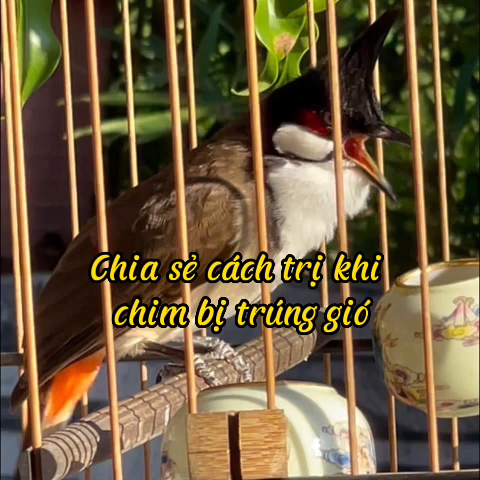 Chia sẻ cách trị khi
chim bị trúng gió